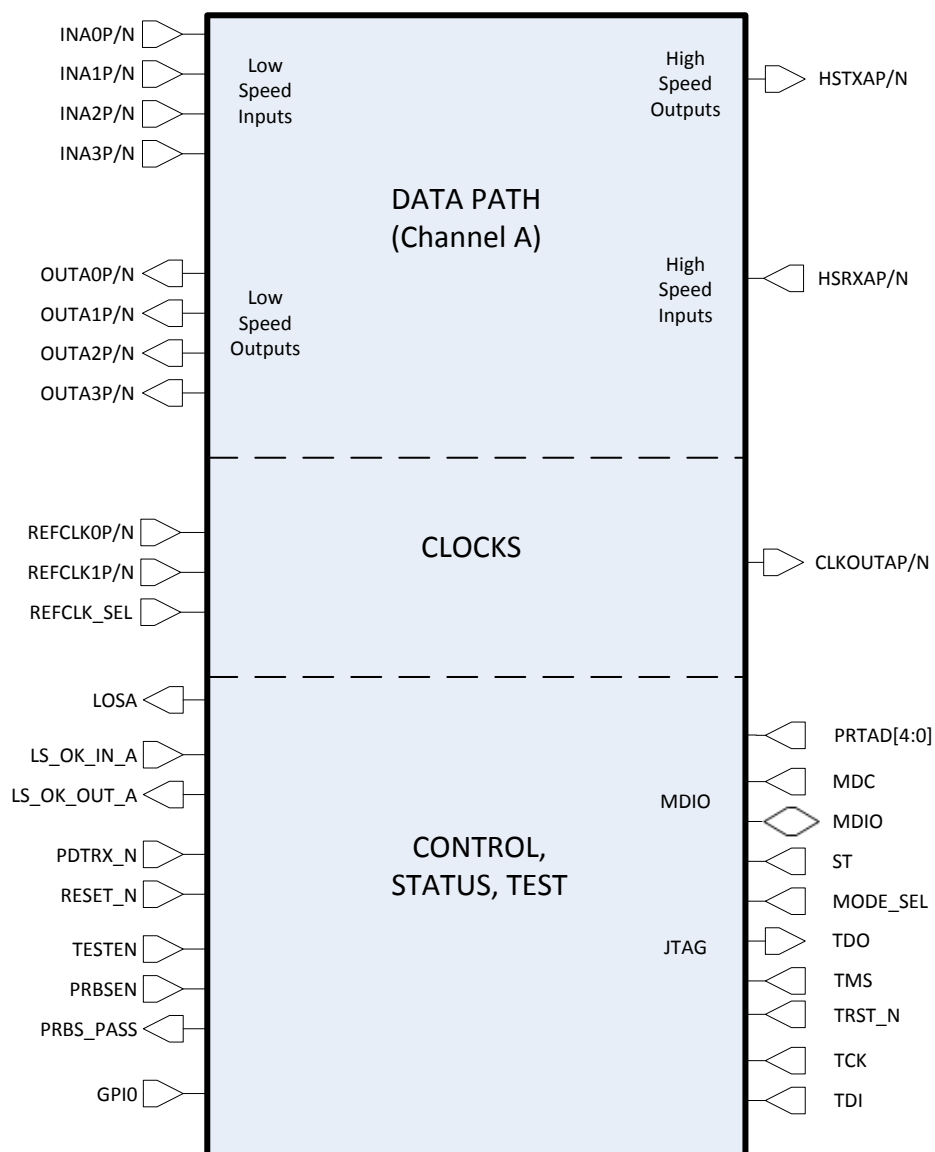 INA0P/N
INA1P/N
INA2P/N
INA3P/N
Low
Speed
Inputs
High
Speed
Outputs
HSTXAP/N
DATA PATH
(Channel A)
OUTA0P/N
OUTA1P/N
OUTA2P/N
OUTA3P/N
Low
Speed
Outputs
High
Speed
Inputs
HSRXAP/N
REFCLK0P/N
REFCLK1P/N
REFCLK_SEL
CLOCKS
CLKOUTAP/N
LOSA
LS_OK_IN_A
LS_OK_OUT_A
PDTRX_N
RESET_N
TESTEN
PRBSEN
PRBS_PASS
GPI0
CONTROL,
STATUS, TEST
MDIO
JTAG
PRTAD[4:0]
MDC
MDIO
ST
MODE_SEL
TDO
TMS
TRST_N
TCK
TDI